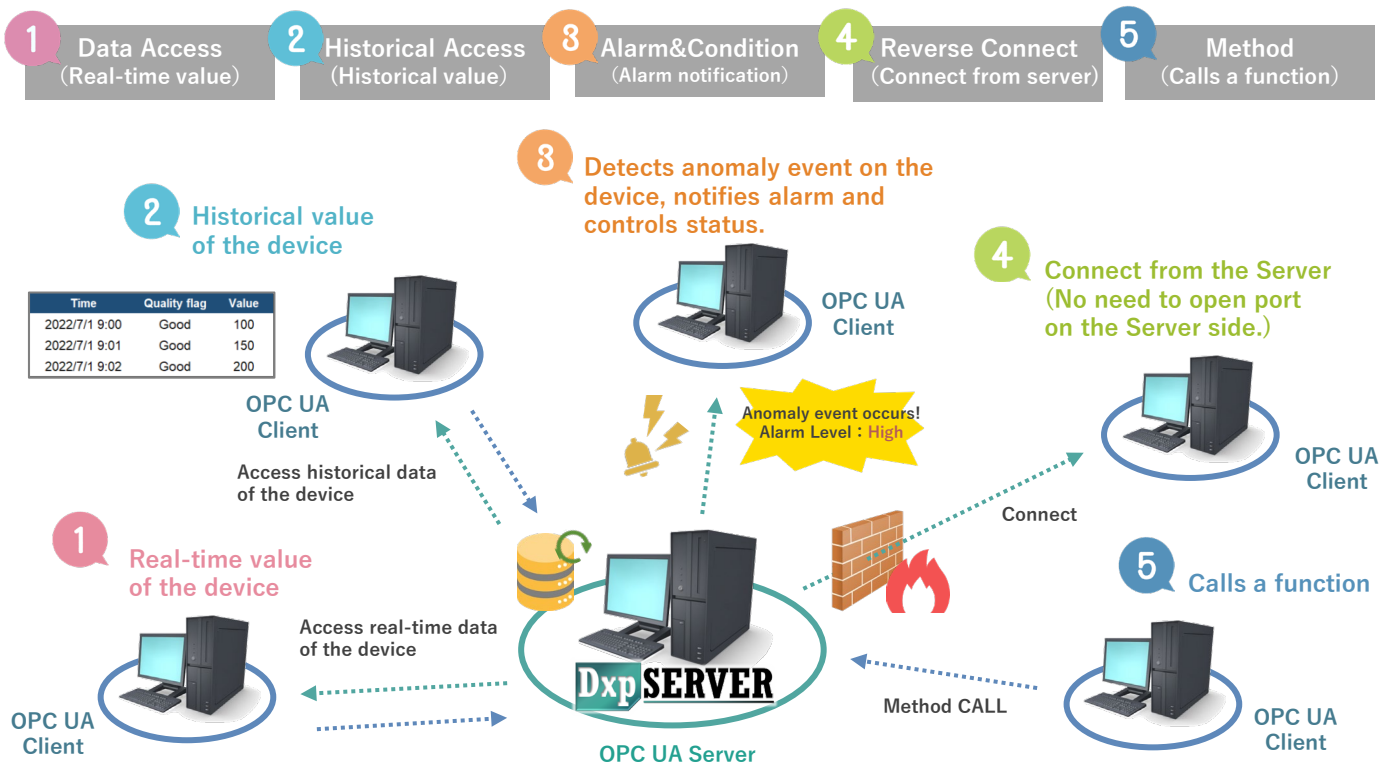 1 Data Access
(Real-time value)
2 Historical Access
(Historical value)
3 Alarm&Condition
(Alarm notification)
4 Reverse Connect
(Connect from server)
5 Method
(Calls a function)
3 Detects anomaly event on the
device, notifies alarm and
controls status.
OPC UA
Client
2 Historical value
of the device
Time Quality flag Value
2022/7/1 9:00 Good 100
2022/7/1 9:01 Good 150
2022/7/1 9:02 Good 200
OPC UA
Client
Access historical data
of the device
4 Connect from the Server
(No need to open port
on the Server side.)
OPC UA
Client
Anomaly event occurs!
Alarm Level：High
Connect
1 Real-time value
of the device
Access real-time data
of the device
OPC UA
Client
Dxp SERVER
OPC UA Server
5 Calls a function
Method CALL
OPC UA
Client